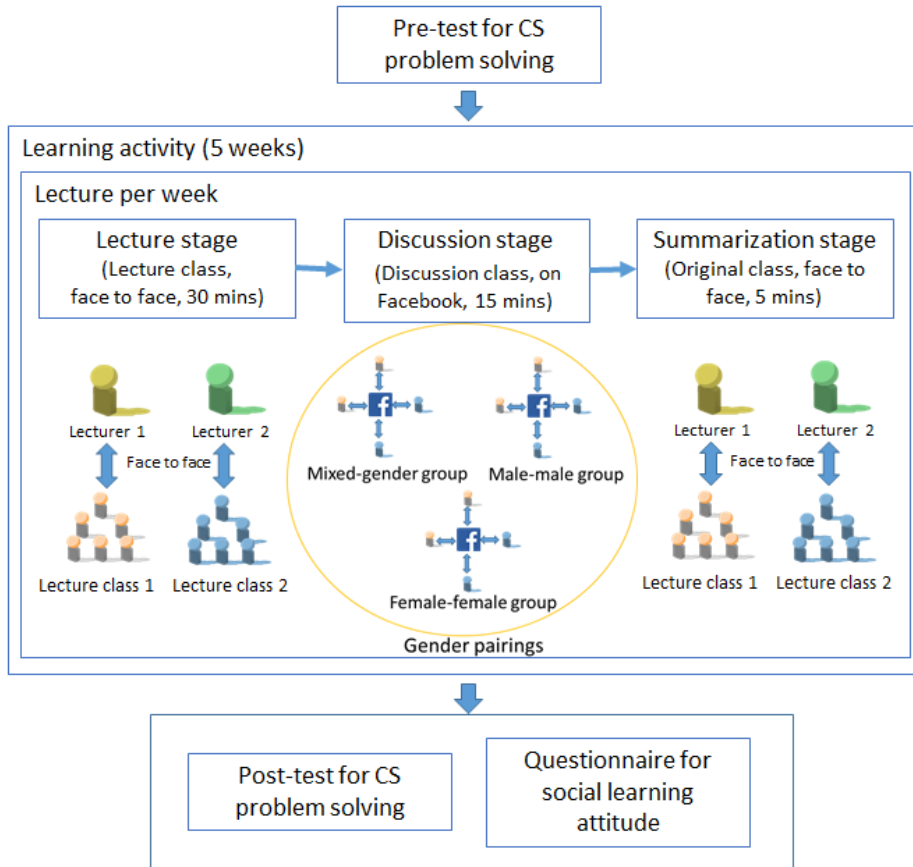 Pre-test for CS
problem solving
Learning activity (5 weeks)
Lecture per week
Lecture stage
(Lecture class,
face to face, 30 mins)
Discussion stage
(Discussion class, on
Facebook, 15 mins)
Summarization stage
(Original class, face to
face, 5 mins)
Lecturer 1
Lecturer 2
Face to face
Lecture class 1
Lecture class 2
f
f
Mixed-gender group
Male-male group
f
Female-female group
Gender pairings
Lecturer 1
Lecturer 2
Face to face
Lecture class 1
Lecture class 2
Post-test for CS
problem solving
Questionnaire for
social learning
attitude